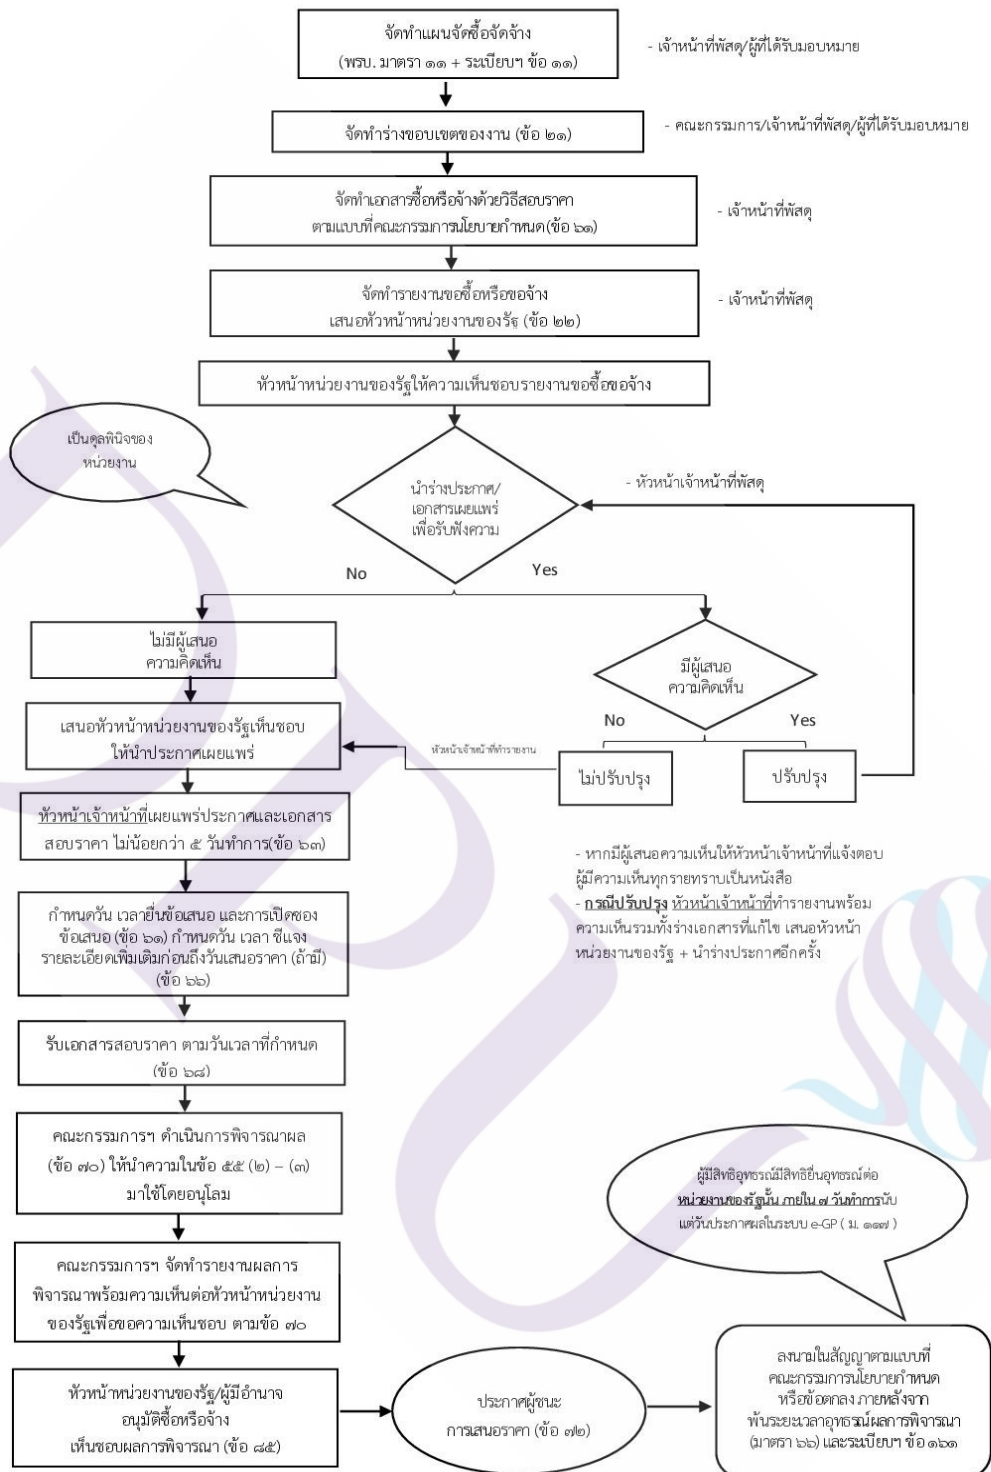 จัดทำแผนจัดซื้อจัดจ้าง
(พรบ. มาตรา ๑๑ + ระเบียบฯ ข้อ ๑๑)
- เจ้าหน้าที่พัสดุ/ผู้ที่ได้รับมอบหมาย
จัดทำร่างขอบเขตของงาน (ข้อ ๒๑)
- คณะกรรมการ/เจ้าหน้าที่พัสดุ/ผู้ที่ได้รับมอบหมาย
จัดทำเอกสารซื้อหรือจ้างด้วยวิธีสอบราคา
ตามแบบที่คณะกรรมการนโยบายกำหนด(ข้อ ๖๑)
- เจ้าหน้าที่พัสดุ
จัดทำรายงานขอซื้อหรือขอจ้าง
เสนอหัวหน้าหน่วยงานของรัฐ (ข้อ ๒๒)
- เจ้าหน้าที่พัสดุ
หัวหน้าหน่วยงานของรัฐให้ความเห็นชอบรายงานขอซื้อขอจ้าง
เป็นดุลพินิจของ
หน่วยงาน
นำร่างประกาศ/
เอกสารเผยแพร่
เพื่อรับฟังความ
- หัวหน้าเจ้าหน้าที่พัสดุ
No
Yes
ไม่มีผู้เสนอ
ความคิดเห็น
มีผู้เสนอ
ความคิดเห็น
No
Yes
เสนอหัวหน้าหน่วยงานของรัฐเห็นชอบ
ให้นำประกาศเผยแพร่
หัวหน้าเจ้าหน้าที่ทำรายงาน
ไม่ปรับปรุง
ปรับปรุง
หัวหน้าเจ้าหน้าที่เผยแพร่ประกาศและเอกสาร
สอบราคา ไม่น้อยกว่า ๕ วันทำการ(ข้อ ๖๓)
- หากมีผู้เสนอความเห็นให้หัวหน้าเจ้าหน้าที่แจ้งตอบ
ผู้มีความเห็นทุกรายทราบเป็นหนังสือ
- กรณีปรับปรุง หัวหน้าเจ้าหน้าที่ทำรายงานพร้อม
ความเห็นรวมทั้งร่างเอกสารที่แก้ไข เสนอหัวหน้า
หน่วยงานของรัฐ + นำร่างประกาศอีกครั้ง
กำหนดวัน เวลายื่นข้อเสนอ และการเปิดซอง
ข้อเสนอ (ข้อ ๖๑) กำหนดวัน เวลา ชี้แจง
รายละเอียดเพิ่มเติมก่อนถึงวันเสนอราคา (ถ้ามี)
(ข้อ ๖๖)
รับเอกสารสอบราคา ตามวันเวลาที่กำหนด
(ข้อ ๖๘)
คณะกรรมการฯ ดำเนินการพิจารณาผล
(ข้อ ๗๐) ให้นำความในข้อ ๕๕ (๒) – (๓)
มาใช้โดยอนุโลม
ผู้มีสิทธิอุทธรณ์มีสิทธิยื่นอุทธรณ์ต่อ
หน่วยงานของรัฐนั้น ภายใน ๗ วันทำการนับ
แต่วันประกาศผลในระบบ e-GP ( ม. ๑๑๗ )
คณะกรรมการฯ จัดทำรายงานผลการ
พิจารณาพร้อมความเห็นต่อหัวหน้าหน่วยงาน
ของรัฐเพื่อขอความเห็นชอบ ตามข้อ ๗๐
หัวหน้าหน่วยงานของรัฐ/ผู้มีอำนาจ
อนุมัติซื้อหรือจ้าง
เห็นชอบผลการพิจารณา (ข้อ ๘๕)
ประกาศผู้ชนะ
การเสนอราคา (ข้อ ๗๒)
ลงนามในสัญญาตามแบบที่
คณะกรรมการนโยบายกำหนด
หรือข้อตกลง ภายหลังจาก
พ้นระยะเวลาอุทธรณ์ผลการพิจารณา
(มาตรา ๖๖) และระเบียบฯ ข้อ ๑๖๑